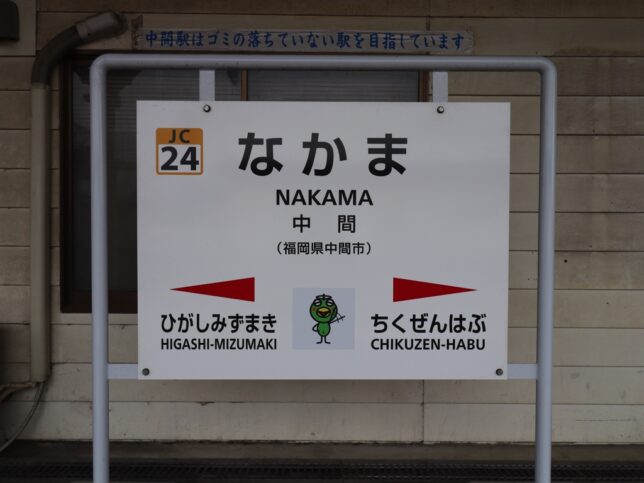 中間駅はゴミの落ちていない駅を目指しています
JC
24
なかま
NAKAMA
中間
（福岡県中間市）
ひがしみずまき
HIGASHI-MIZUMAKI
ちくぜんはぶ
CHIKUZEN-HABU